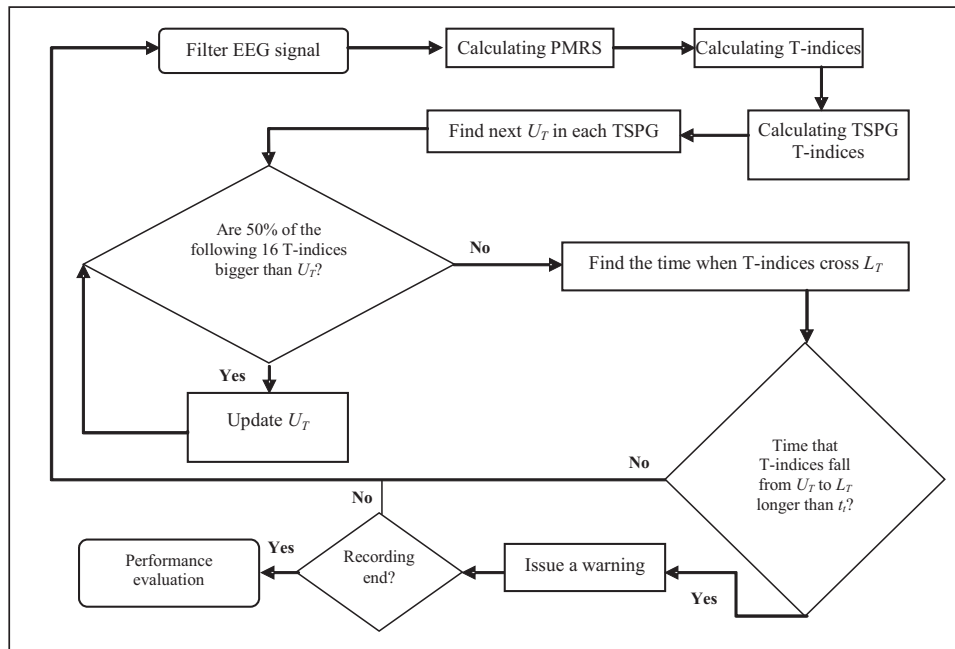 Filter EEG signal
Calculating PMRS
Calculating T-indices
Calculating TSPG
T-indices
Find next U_T in each TSPG
Are 50% of the
following 16 T-indices
bigger than U_T?
No
Find the time when T-indices cross L_T
Yes
Update U_T
Time that
T-indices fall
from U_T to L_T
longer than t_t?
No
Yes
Issue a warning
Recording
end?
No
Yes
Performance
evaluation